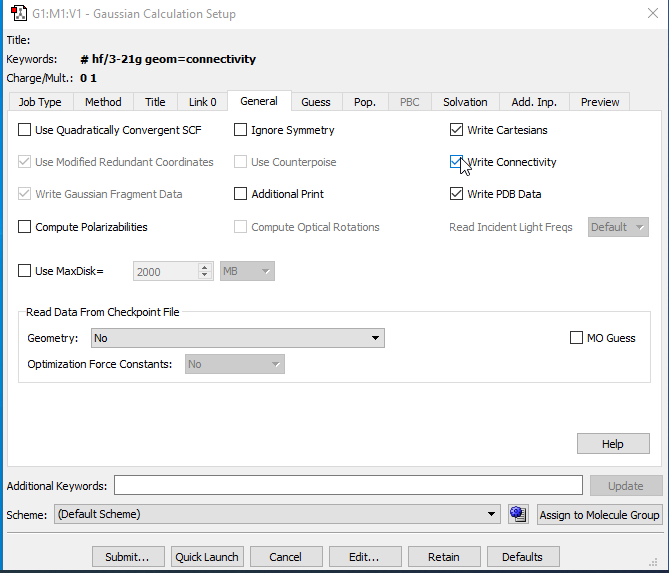 G1:M1:V1 - Gaussian Calculation Setup
Title:
Keywords: # hf/3-21g geom=connectivity
Charge/Mult.: 0 1
Job Type Method Title Link 0 General Guess Pop. PBC Solvation Add. Inp. Preview
Use Quadratically Convergent SCF Ignore Symmetry Write Cartesians
Use Modified Redundant Coordinates Use Counterpoise Write Connectivity
Write Gaussian Fragment Data Additional Print Write PDB Data
Compute Polarizabilities Compute Optical Rotations Read Incident Light Freqs Default
Use MaxDisk= 2000 MB
Read Data From Checkpoint File
Geometry: No MO Guess
Optimization Force Constants: No
Help
Additional Keywords: Update
Scheme: (Default Scheme) Assign to Molecule Group
Submit... Quick Launch Cancel Edit... Retain Defaults